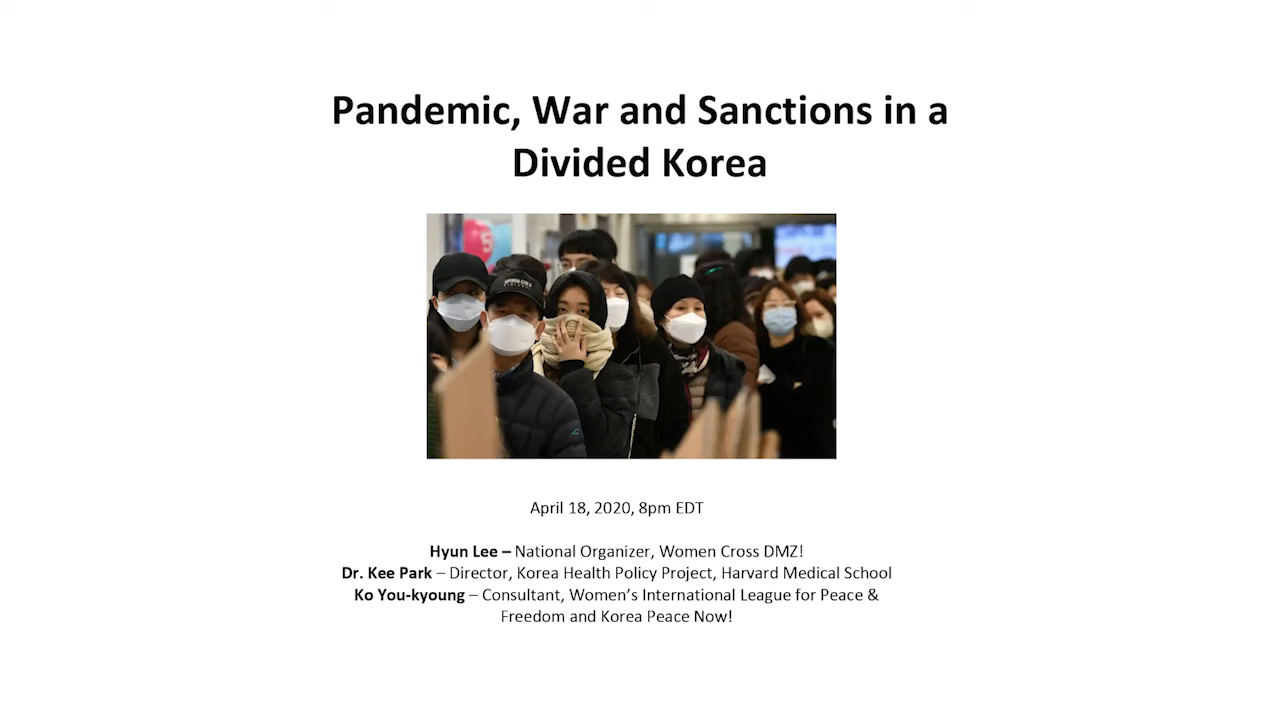 Pandemic, War and Sanctions in a
Divided Korea
April 18, 2020, 8pm EDT
Hyun Lee – National Organizer, Women Cross DMZ!
Dr. Kee Park – Director, Korea Health Policy Project, Harvard Medical School
Ko You-kyoung – Consultant, Women's International League for Peace &
Freedom and Korea Peace Now!